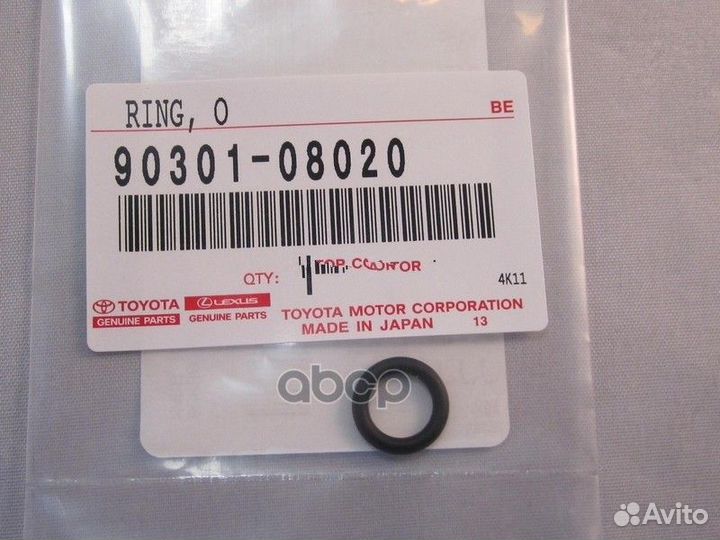 RING, O
BE
90301-08020
QTY:
4K11
TOYOTA
GENUINE PARTS
LEXUS
GENUINE PARTS
TOYOTA MOTOR CORPORATION
MADE IN JAPAN 13
abcp
Avito